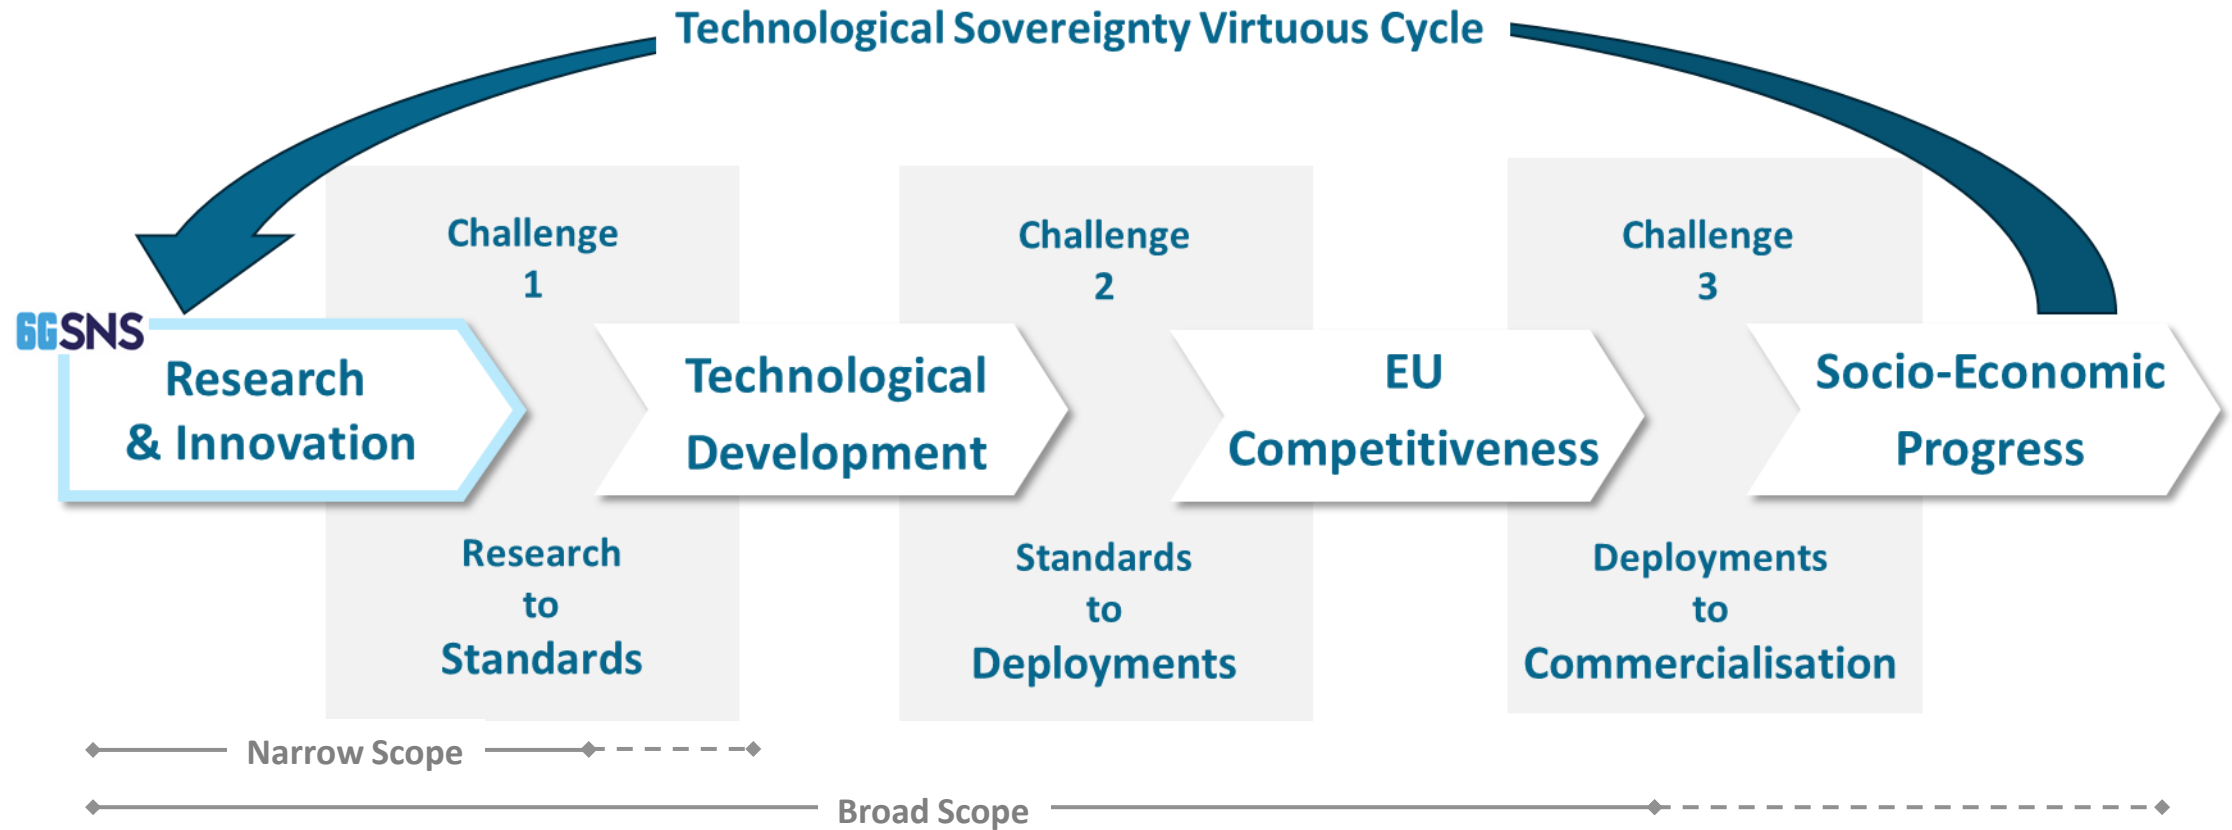 Technological Sovereignty Virtuous Cycle
Challenge
1
Challenge
2
Challenge
3
6GSNS
Research
& Innovation
Technological
Development
EU
Competitiveness
Socio-Economic
Progress
Research
to
Standards
Standards
to
Deployments
Deployments
to
Commercialisation
Narrow Scope
Broad Scope